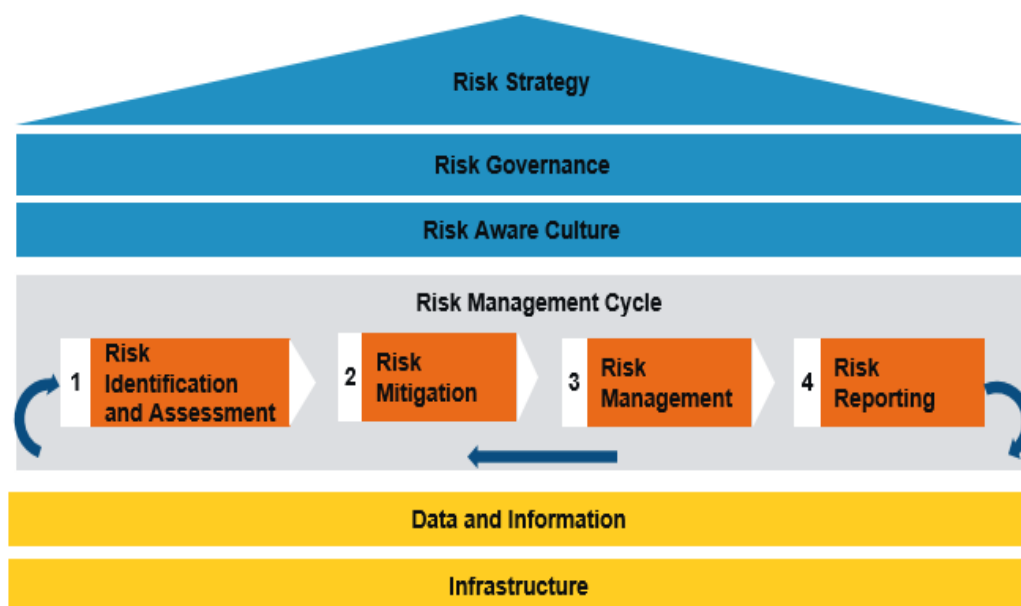 Risk Strategy
Risk Governance
Risk Aware Culture
Risk Management Cycle
1
Risk
Identification
and Assessment
2
Risk
Mitigation
3
Risk
Management
4
Risk
Reporting
Data and Information
Infrastructure